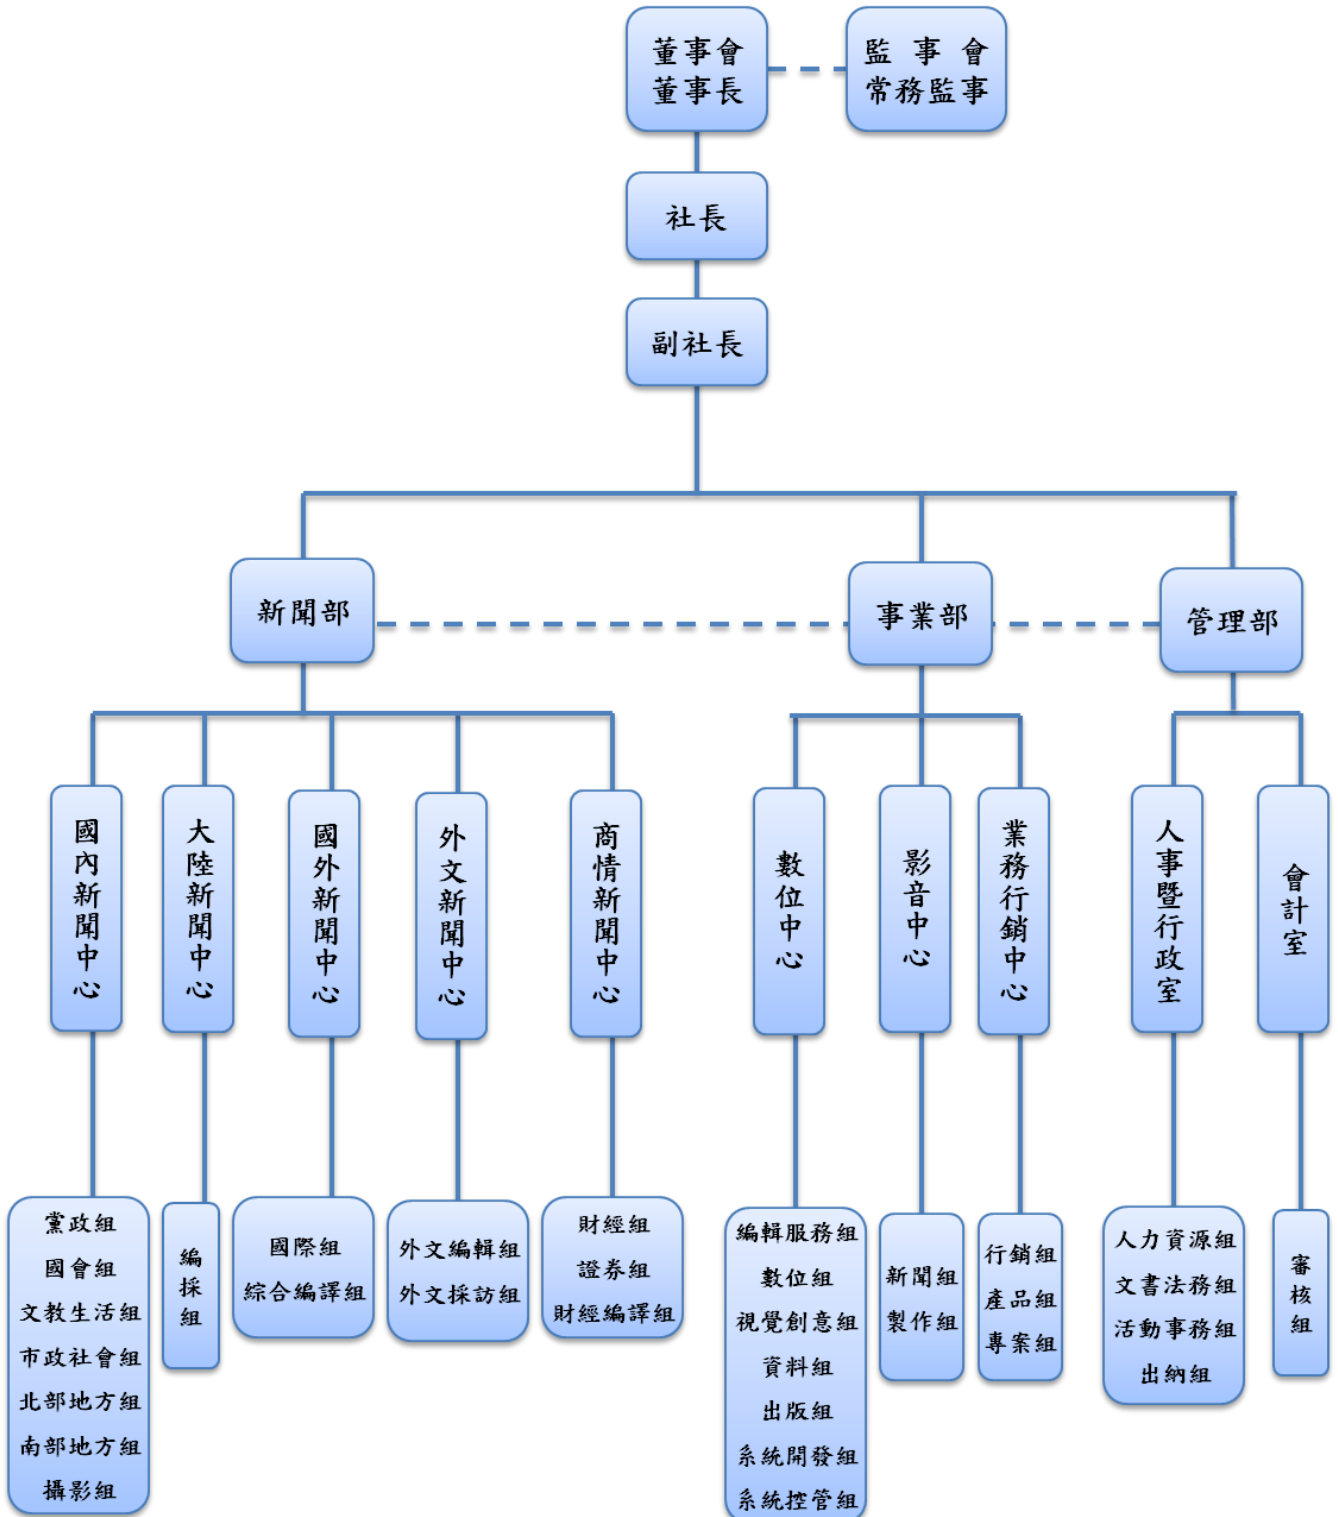 董事會
董事長
監事會
常務監事
社長
副社長
新聞部
事業部
管理部
國內新聞中心
大陸新聞中心
國外新聞中心
外文新聞中心
商情新聞中心
數位中心
影音中心
業務行銷中心
人事暨行政室
會計室
黨政組
國會組
文教生活組
市政社會組
北部地方組
南部地方組
攝影組
編採組
國際組
綜合編譯組
外文編輯組
外文採訪組
財經組
證券組
財經編譯組
編輯服務組
數位組
視覺創意組
資料組
出版組
系統開發組
系統控管組
新聞組
製作組
行銷組
產品組
專案組
人力資源組
文書法務組
活動事務組
出納組
審核組